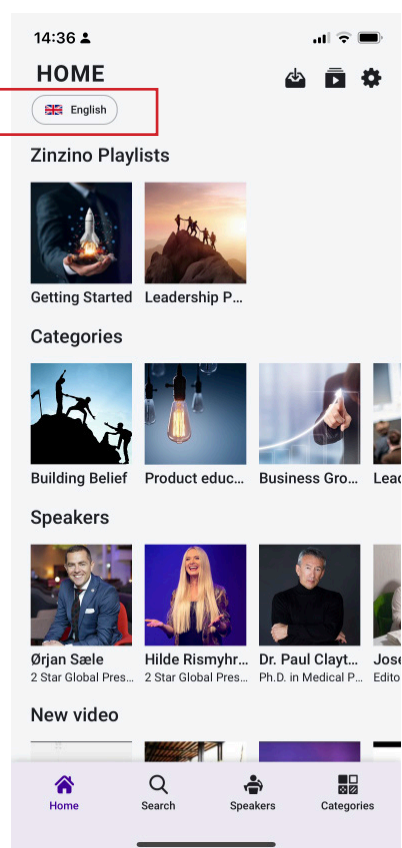 14:36
HOME
English
Zinzino Playlists
Getting Started
Leadership P...
Categories
Building Belief
Product educ...
Business Gro...
Lead
Speakers
Ørjan Sæle
2 Star Global Pres...
Hilde Rismyhr...
2 Star Global Pres...
Dr. Paul Clayt...
Ph.D. in Medical P...
Jose
Edito
New video
Home
Search
Speakers
Categories